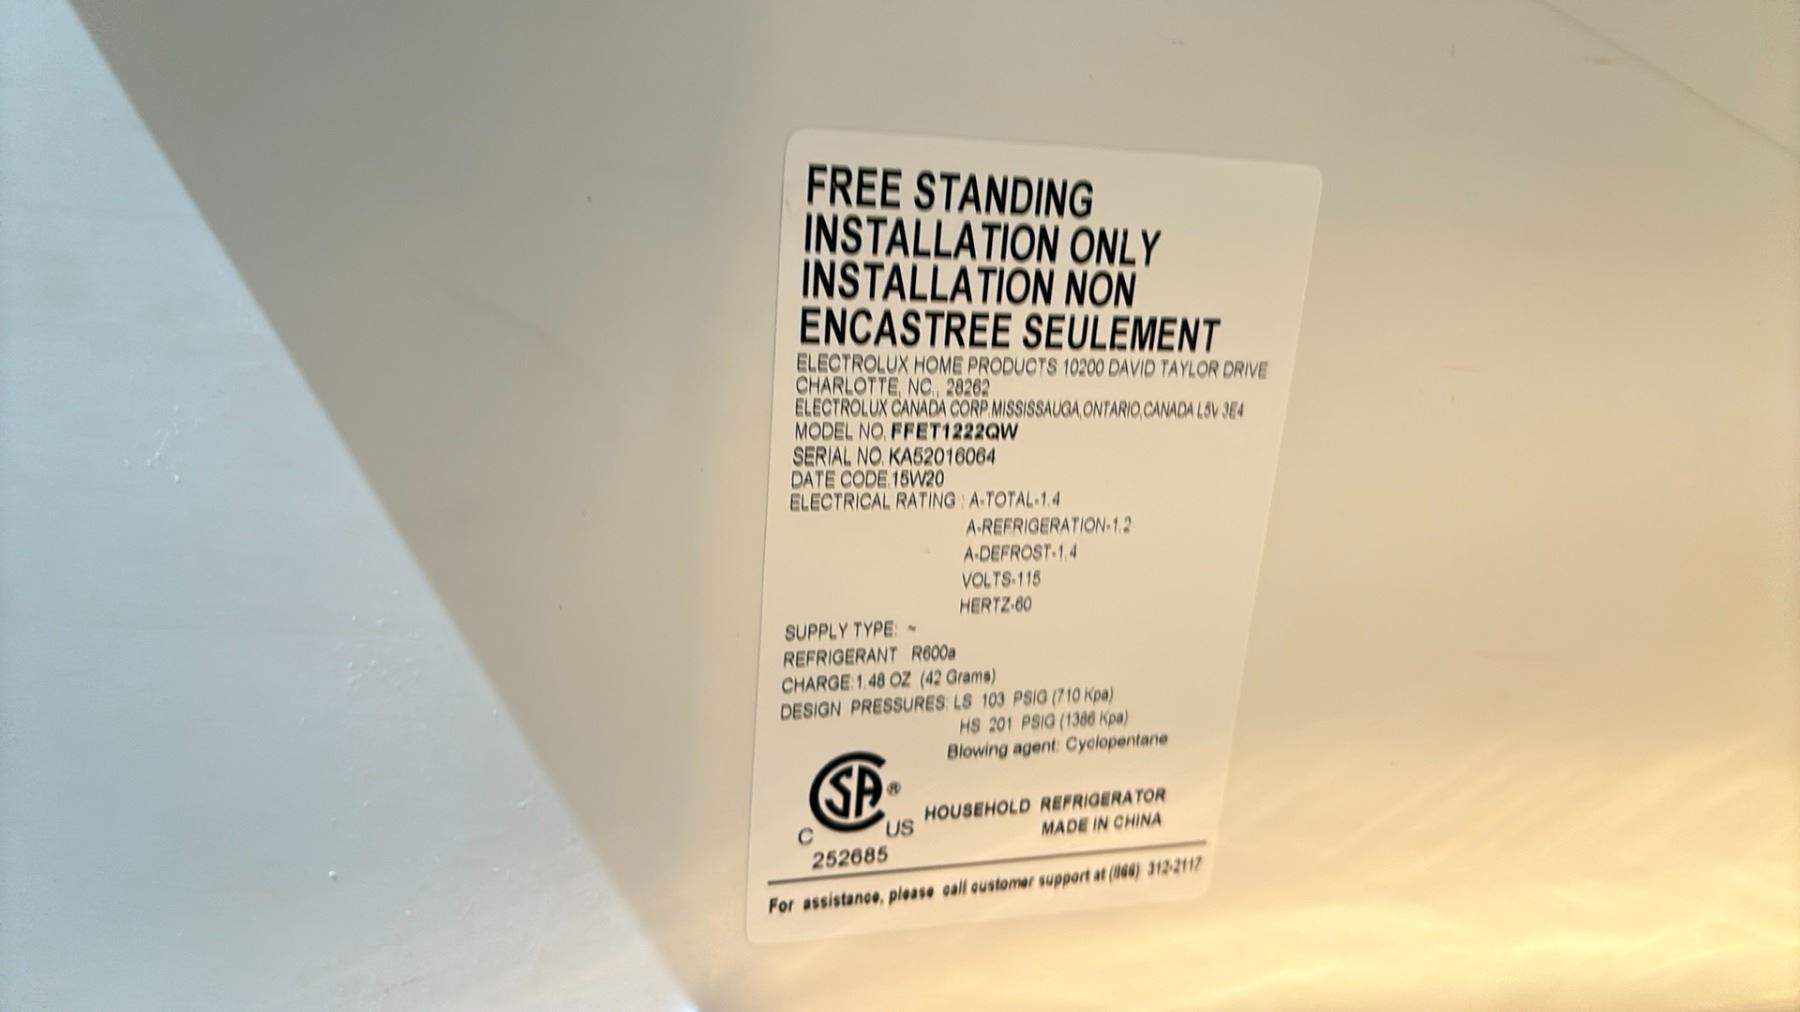 FREE STANDING
INSTALLATION ONLY
INSTALLATION NON
ENCASTREE SEULEMENT
ELECTROLUX HOME PRODUCTS 10200 DAVID TAYLOR DRIVE
CHARLOTTE, NC., 28262
ELECTROLUX CANADA CORP.MISSISSAUGA,ONTARIO,CANADA L5V 3E4
MODEL NO. FFET1222QW
SERIAL NO. KA52016064
DATE CODE:15W20
ELECTRICAL RATING : A-TOTAL-1.4
A-REFRIGERATION-1.2
A-DEFROST-1.4
VOLTS-115
HERTZ-60
SUPPLY TYPE: ~
REFRIGERANT R600a
CHARGE:1.48 OZ (42 Grams)
DESIGN PRESSURES: LS 103 PSIG (710 Kpa)
HS 201 PSIG (1386 Kpa)
Blowing agent: Cyclopentane
SA ®
C US
HOUSEHOLD REFRIGERATOR
MADE IN CHINA
252685
For assistance, please call customer support at (866) 312-2117